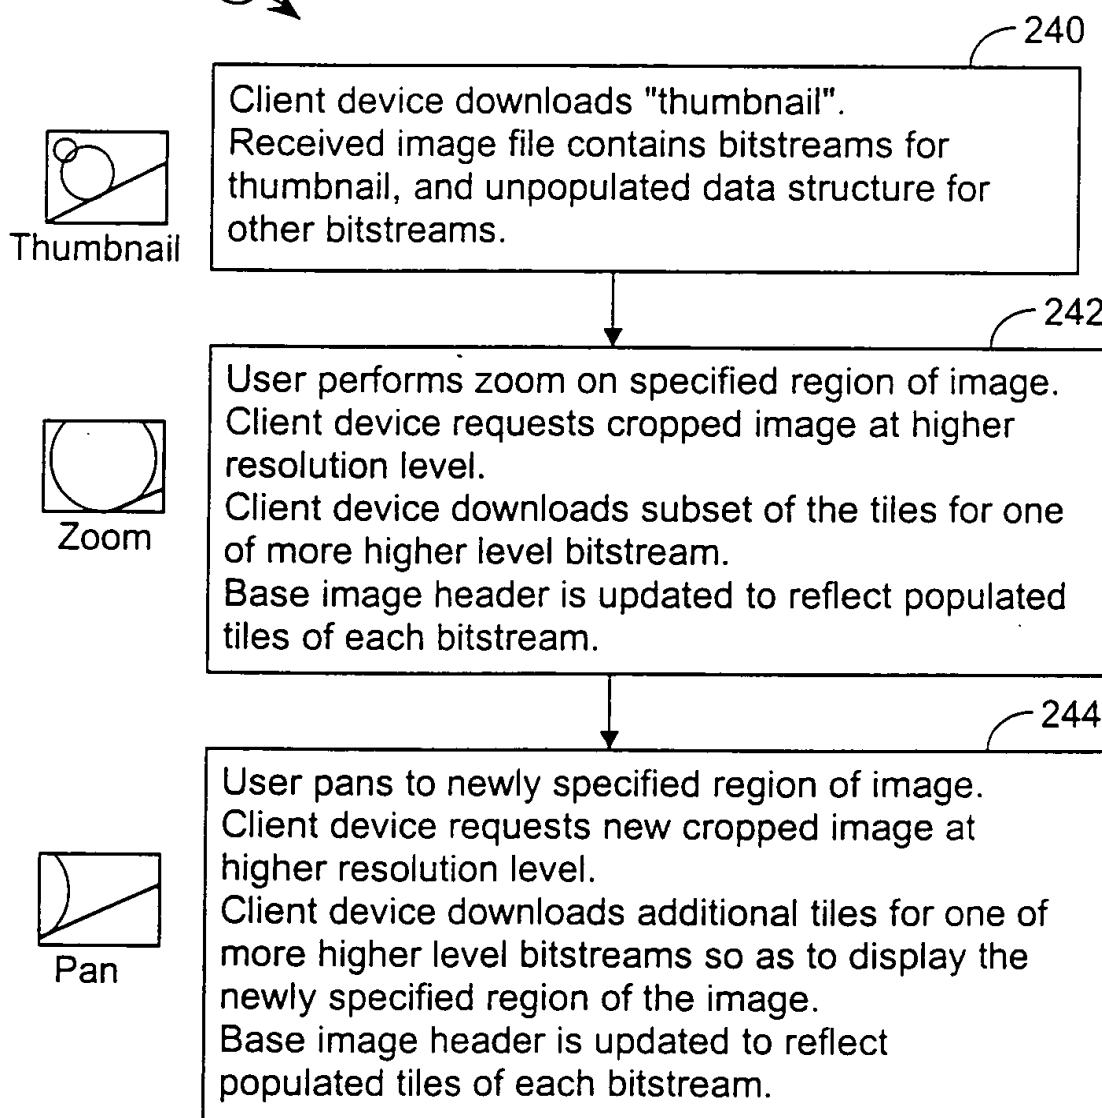 240
Client device downloads "thumbnail".
Received image file contains bitstreams for
thumbnail, and unpopulated data structure for
other bitstreams.
Thumbnail
242
User performs zoom on specified region of image.
Client device requests cropped image at higher
resolution level.
Client device downloads subset of the tiles for one
of more higher level bitstream.
Base image header is updated to reflect populated
tiles of each bitstream.
Zoom
244
User pans to newly specified region of image.
Client device requests new cropped image at
higher resolution level.
Client device downloads additional tiles for one of
more higher level bitstreams so as to display the
newly specified region of the image.
Base image header is updated to reflect
populated tiles of each bitstream.
Pan